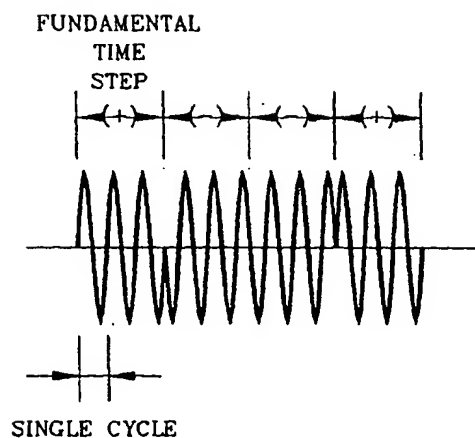 FUNDAMENTAL
TIME
STEP
(+) (−) (−) (+)
SINGLE CYCLE